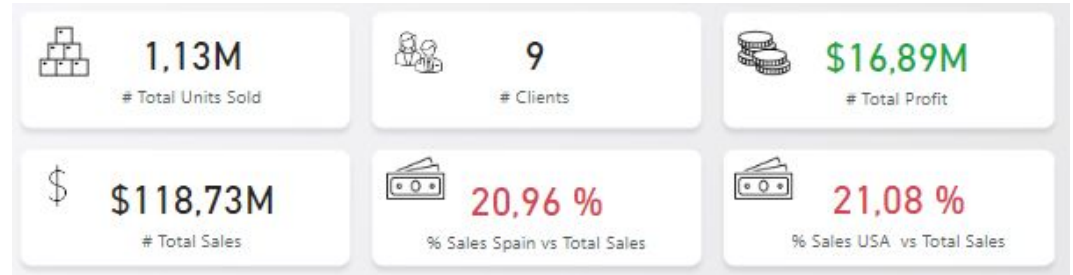 1,13M
# Total Units Sold
9
# Clients
$16,89M
# Total Profit
$
$118,73M
# Total Sales
20,96 %
% Sales Spain vs Total Sales
21,08 %
% Sales USA  vs Total Sales